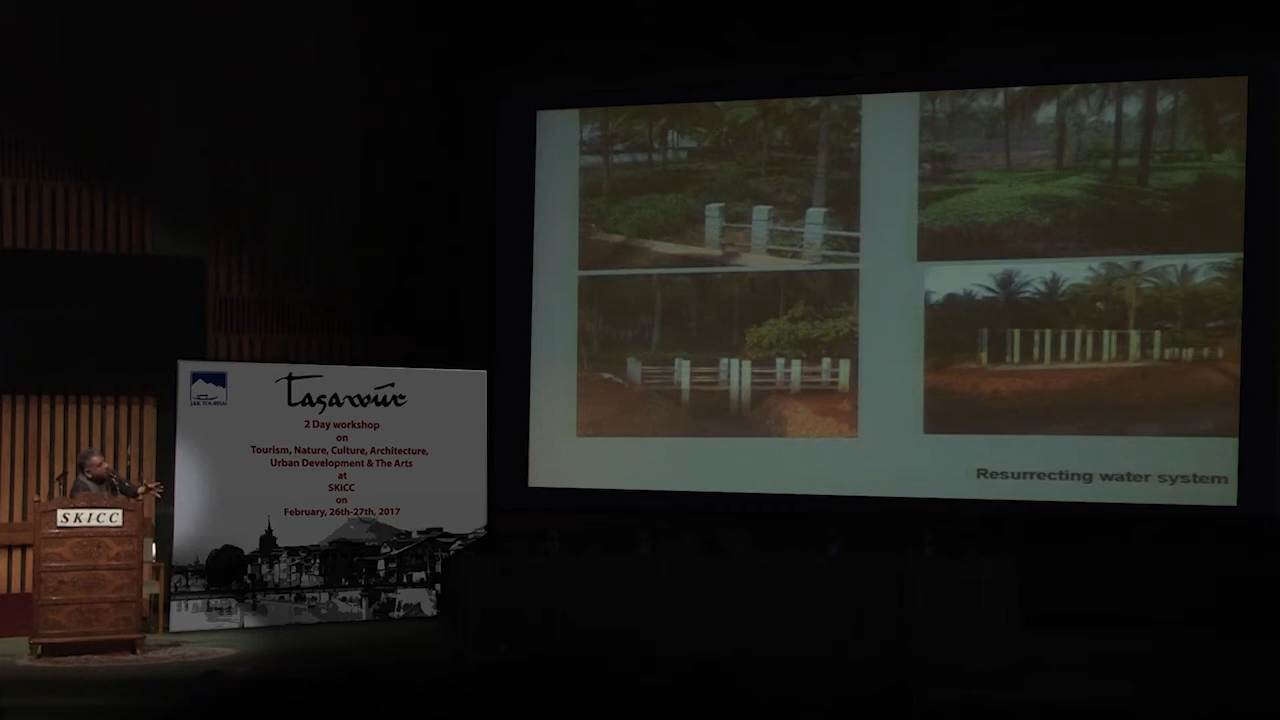 J&K TOURISM
Tasawwur
2 Day workshop
on
Tourism, Nature, Culture, Architecture,
Urban Development & The Arts
at
SKICC
on
February, 26th-27th, 2017
SKICC
Resurrecting water system